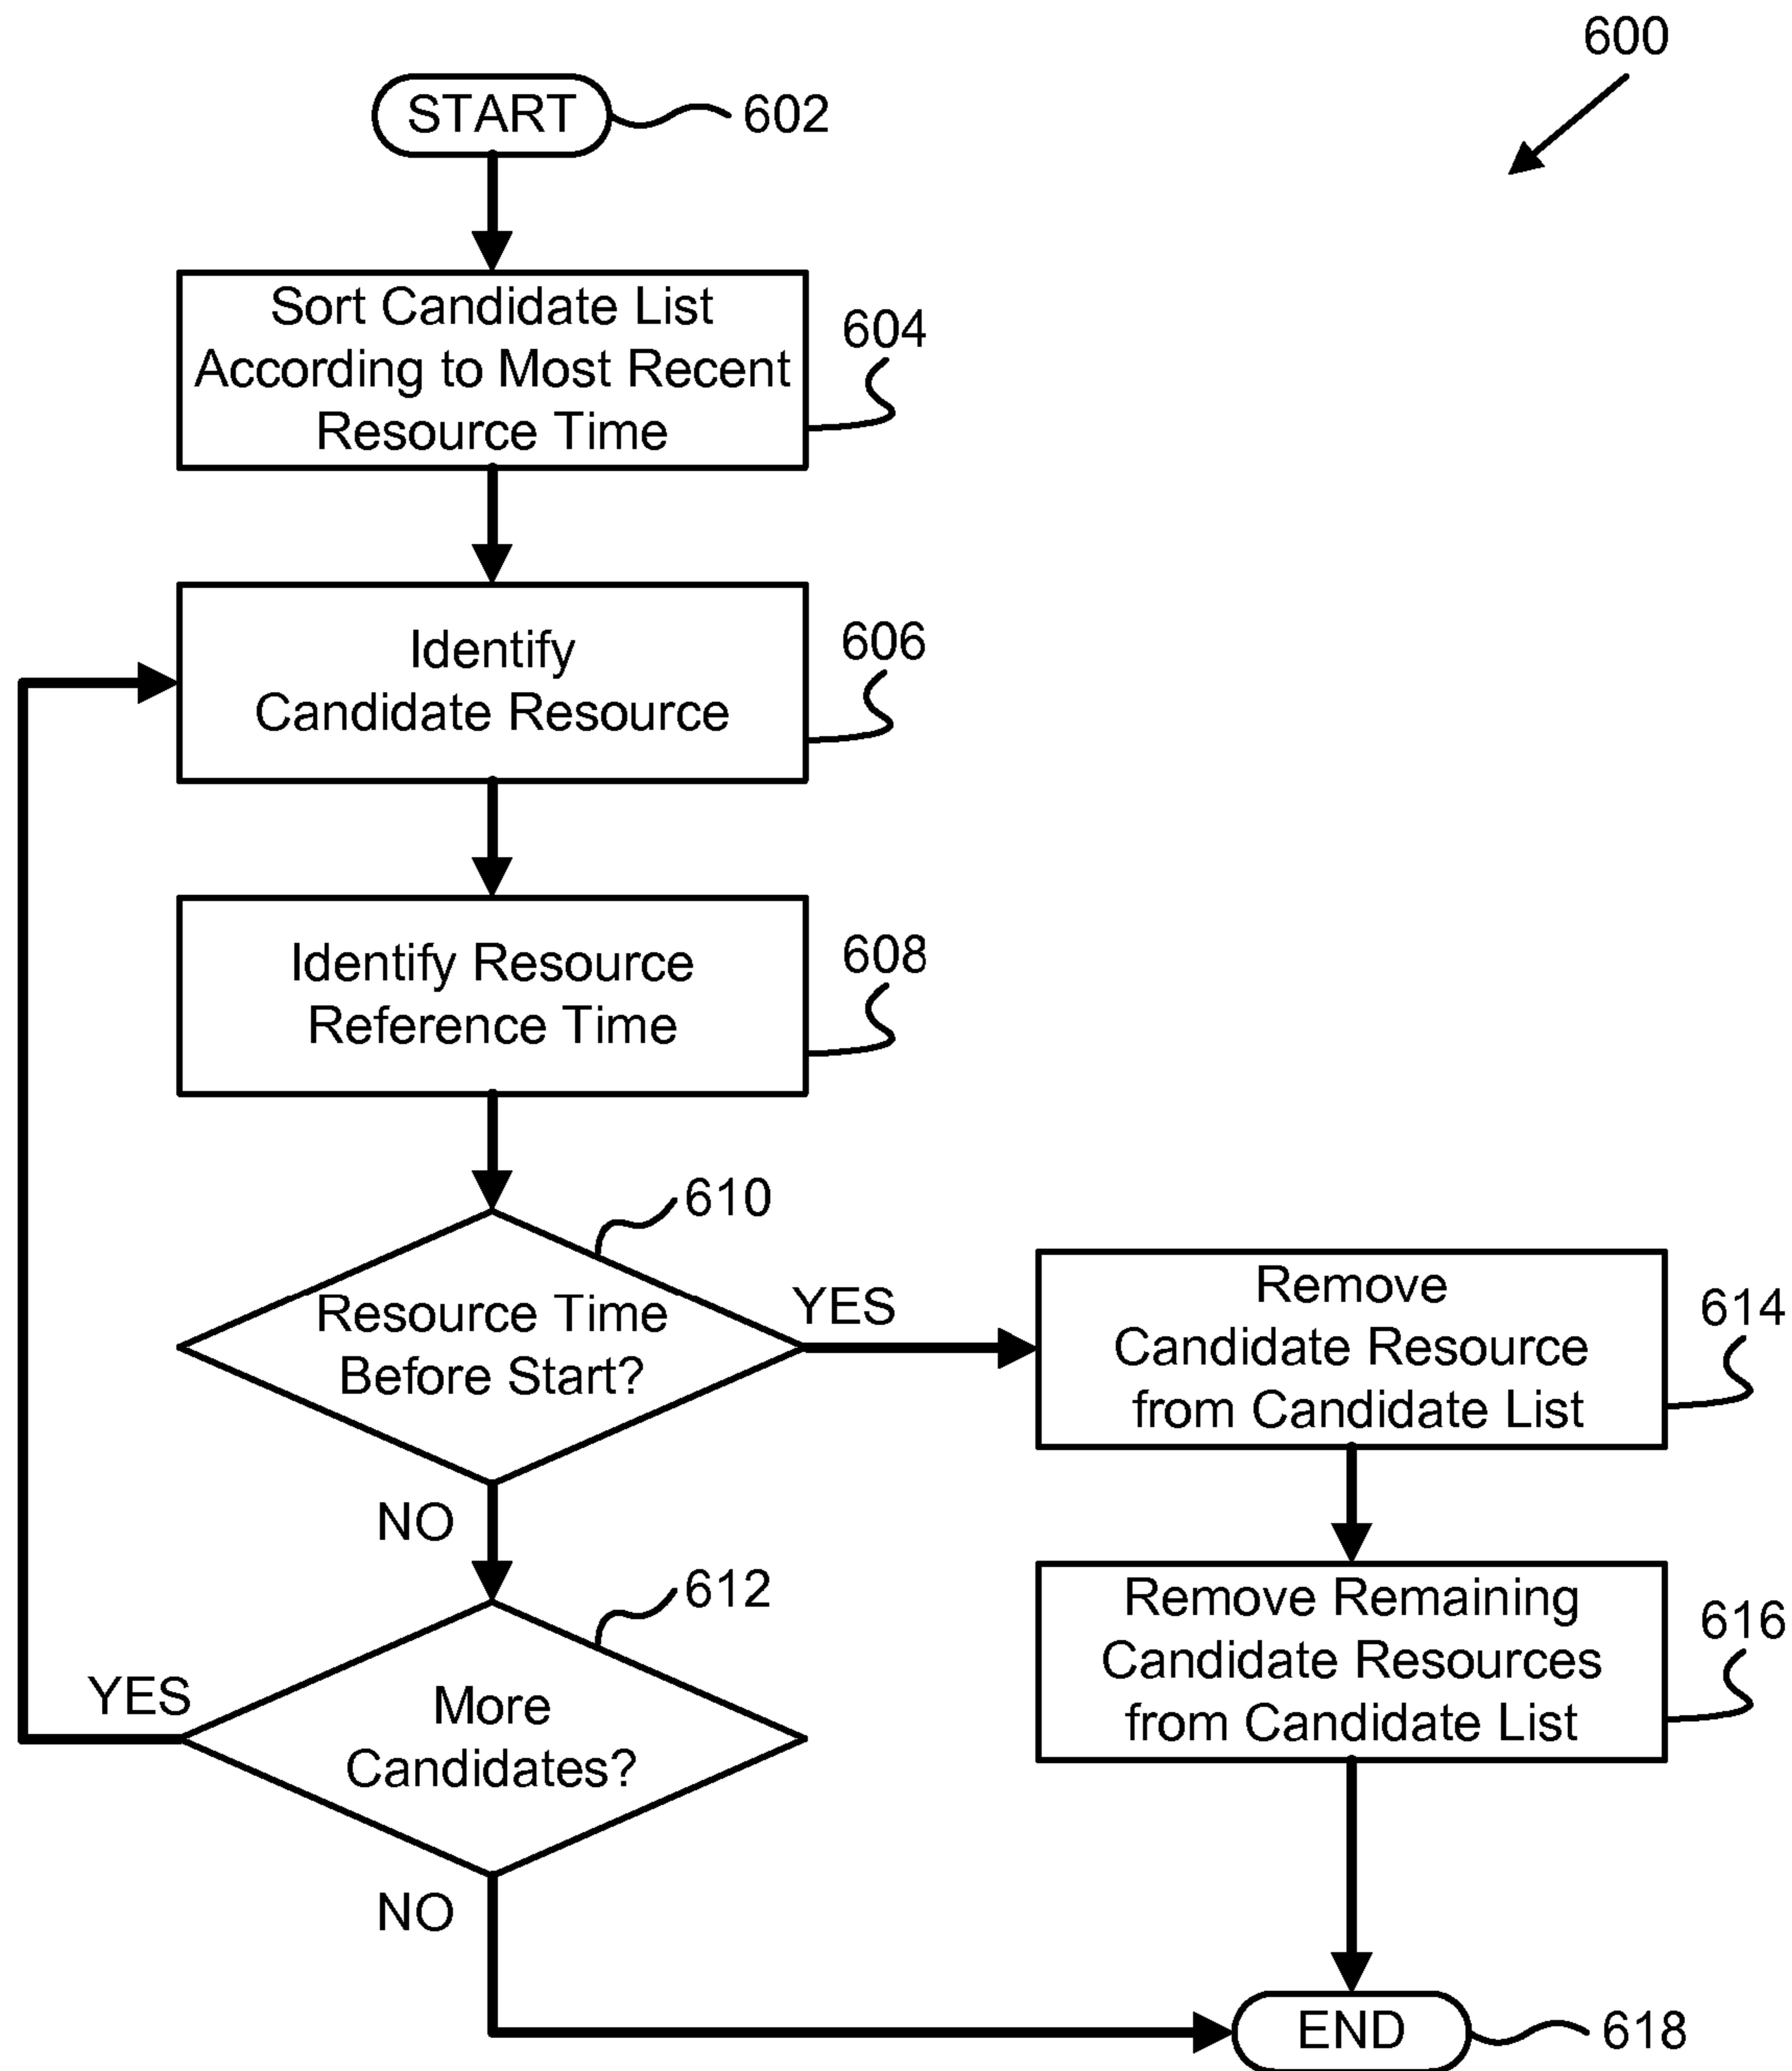 600
START
602
Sort Candidate List
According to Most Recent
Resource Time
604
Identify
Candidate Resource
606
Identify Resource
Reference Time
608
610
Resource Time
Before Start?
YES
NO
Remove
Candidate Resource
from Candidate List
614
612
More
Candidates?
YES
NO
Remove Remaining
Candidate Resources
from Candidate List
616
END
618